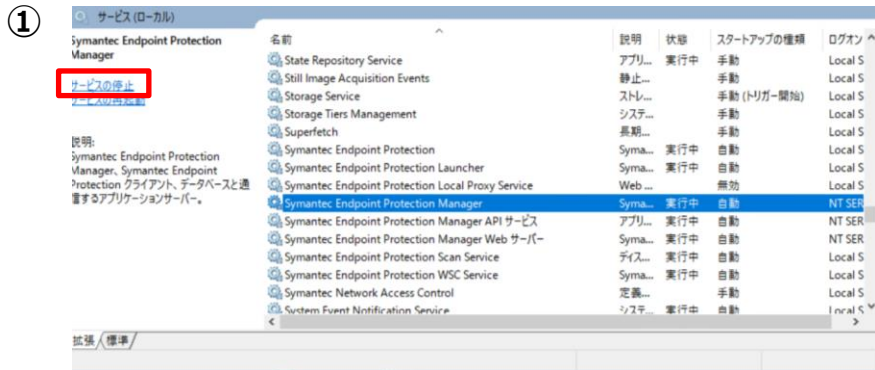 ①
サービス (ローカル)
Symantec Endpoint Protection
Manager
サービスの停止
サービスの再起動
説明:
Symantec Endpoint Protection
Manager、Symantec Endpoint
Protection クライアント、データベースと通
信するアプリケーションサーバー。
名前 説明 状態 スタートアップの種類 ログオン
State Repository Service アプリ... 実行中 手動 Local S
Still Image Acquisition Events 静止... 手動 Local S
Storage Service ストレ... 手動 (トリガー開始) Local S
Storage Tiers Management システ... 手動 Local S
Superfetch 長期... 手動 Local S
Symantec Endpoint Protection Syma... 実行中 自動 Local S
Symantec Endpoint Protection Launcher Syma... 実行中 自動 Local S
Symantec Endpoint Protection Local Proxy Service Web ... 無効 Local S
Symantec Endpoint Protection Manager Syma... 実行中 自動 NT SER
Symantec Endpoint Protection Manager API サービス アプリ... 実行中 自動 NT SER
Symantec Endpoint Protection Manager Web サーバー Syma... 実行中 自動 NT SER
Symantec Endpoint Protection Scan Service ディス... 実行中 自動 Local S
Symantec Endpoint Protection WSC Service Syma... 実行中 自動 Local S
Symantec Network Access Control 定義... 手動 Local S
System Event Notification Service システ... 実行中 自動 Local S
拡張 標準